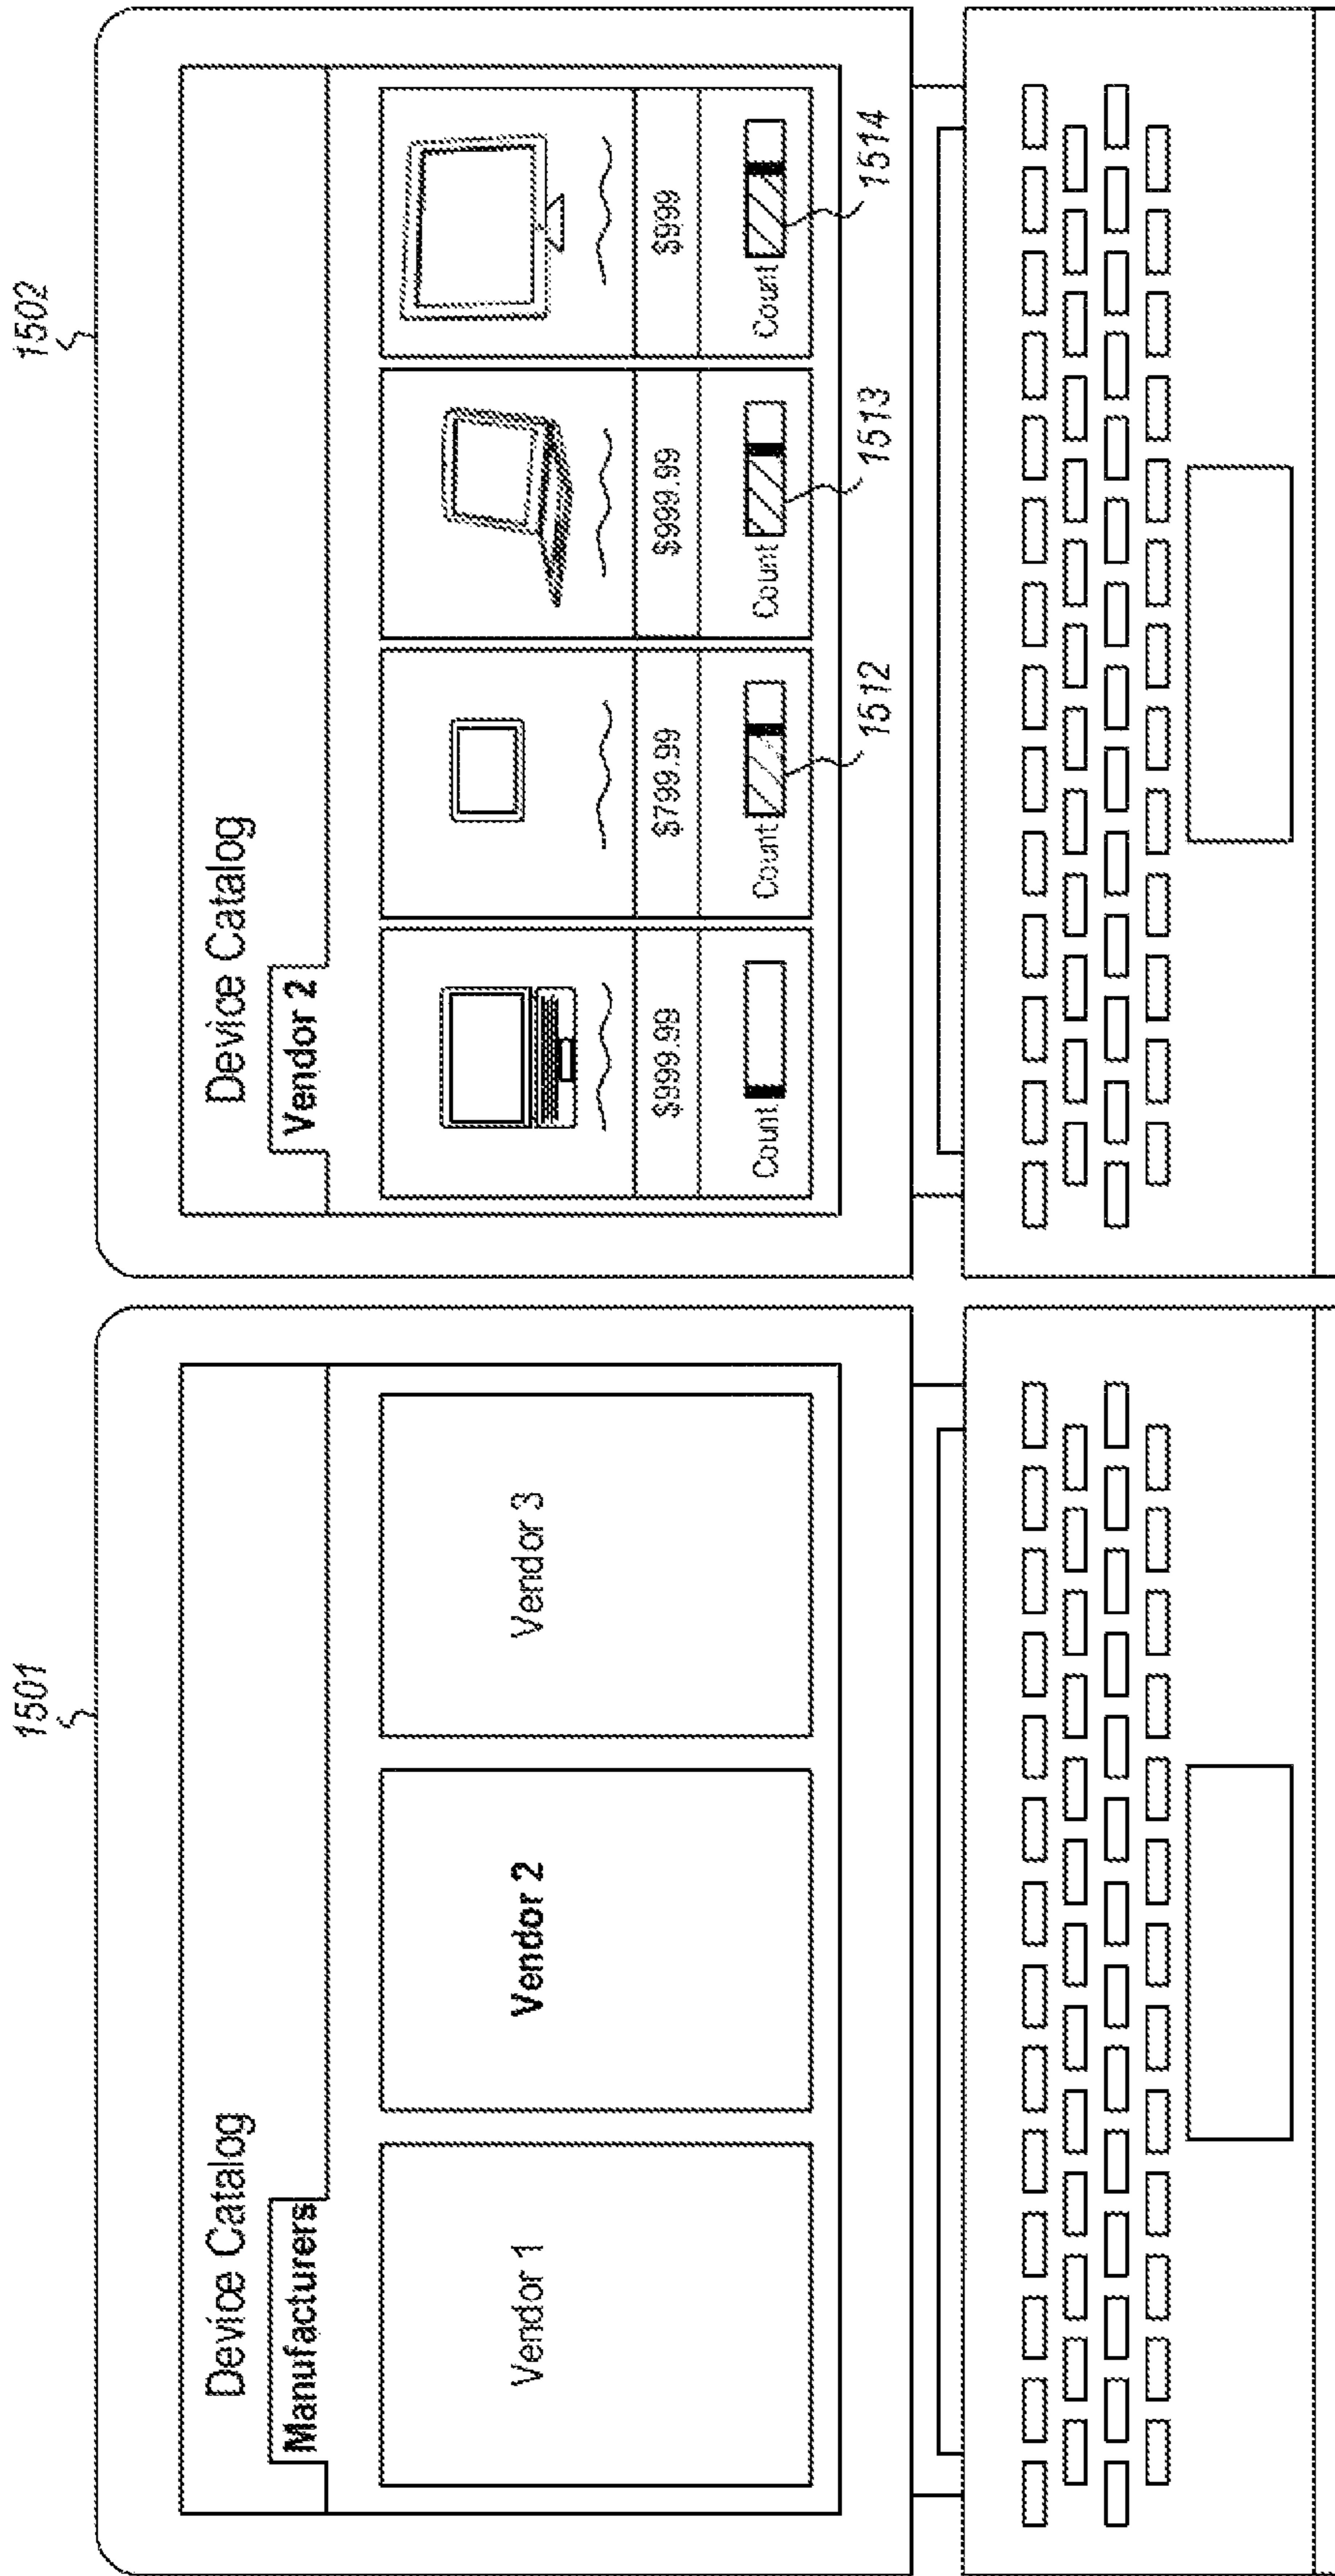 1501
Device Catalog
Manufacturers
Vendor 1
Vendor 2
Vendor 3
1502
Device Catalog
Vendor 2
$999.99
$799.99
$999.99
$999
Count
Count
Count
Count
1512
1513
1514